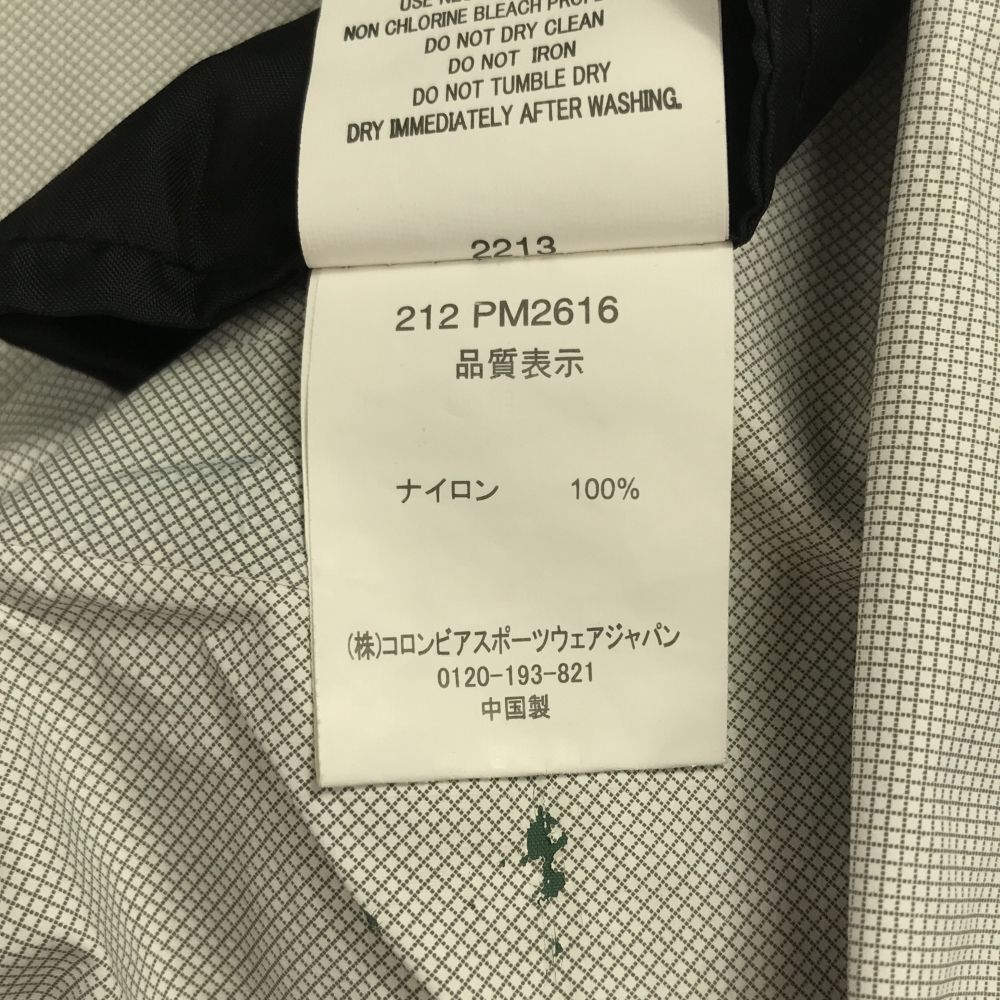 USE
NON CHLORINE BLEACH
DO NOT DRY CLEAN
DO NOT IRON
DO NOT TUMBLE DRY
DRY IMMEDIATELY AFTER WASHING.
2213
212 PM2616
品質表示
ナイロン 100%
(株)コロンビアスポーツウェアジャパン
0120-193-821
中国製